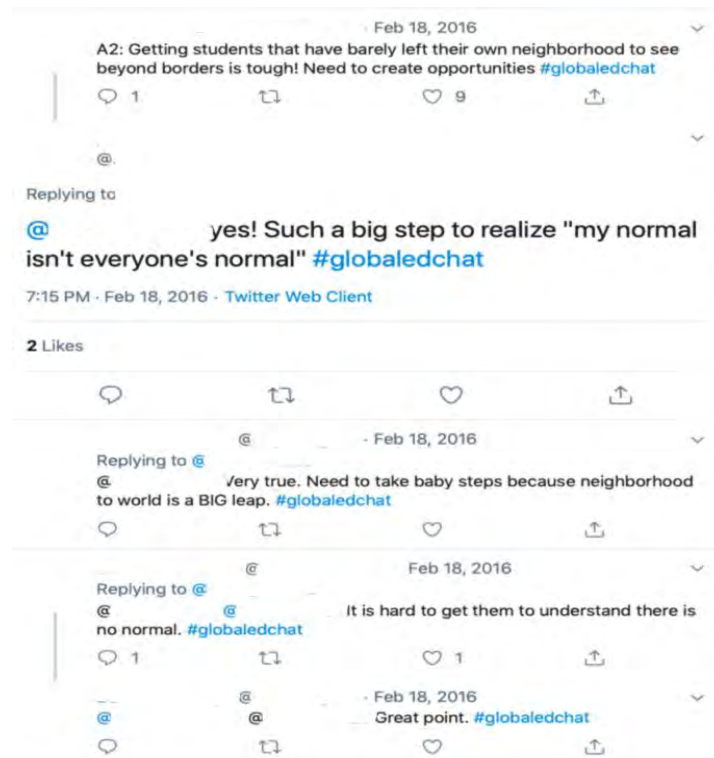 Feb 18, 2016
A2: Getting students that have barely left their own neighborhood to see
beyond borders is tough! Need to create opportunities #globaledchat
1 9
@
Replying to
@ yes! Such a big step to realize "my normal
isn't everyone's normal" #globaledchat
7:15 PM · Feb 18, 2016 · Twitter Web Client
2 Likes
@ · Feb 18, 2016
Replying to @
@ Very true. Need to take baby steps because neighborhood
to world is a BIG leap. #globaledchat
@ Feb 18, 2016
Replying to @
@ @ It is hard to get them to understand there is
no normal. #globaledchat
1 1
@ · Feb 18, 2016
@ @ Great point. #globaledchat